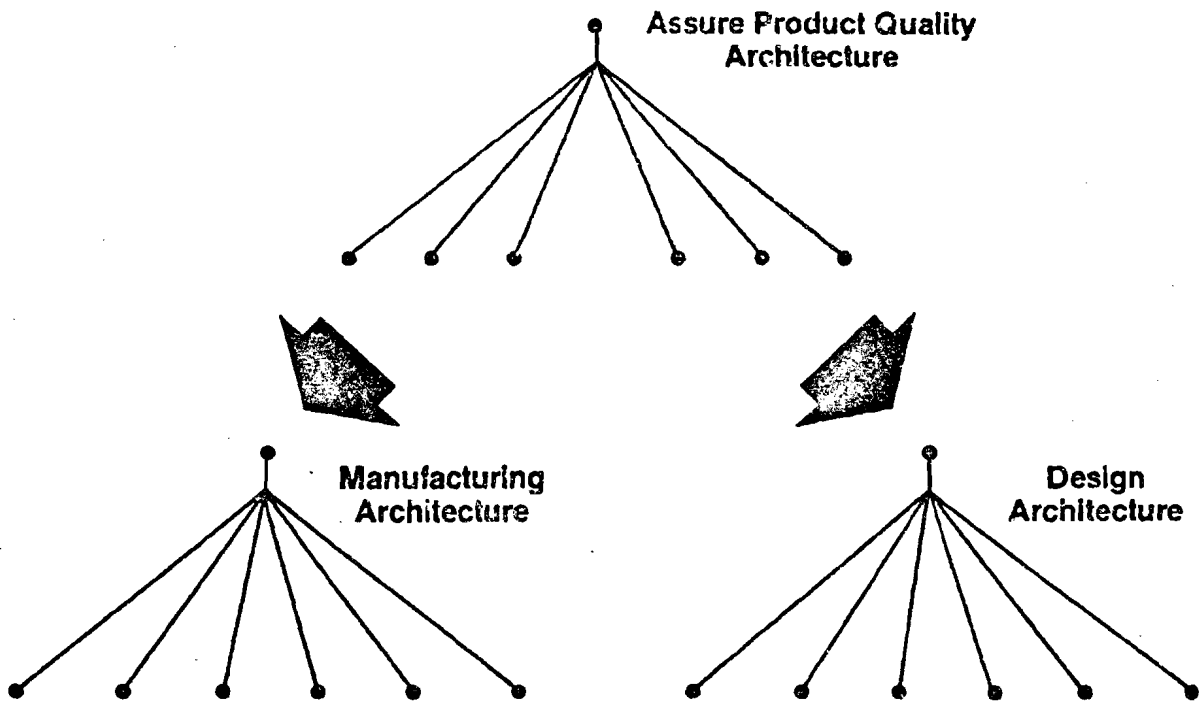 Assure Product Quality
Architecture
Manufacturing
Architecture
Design
Architecture